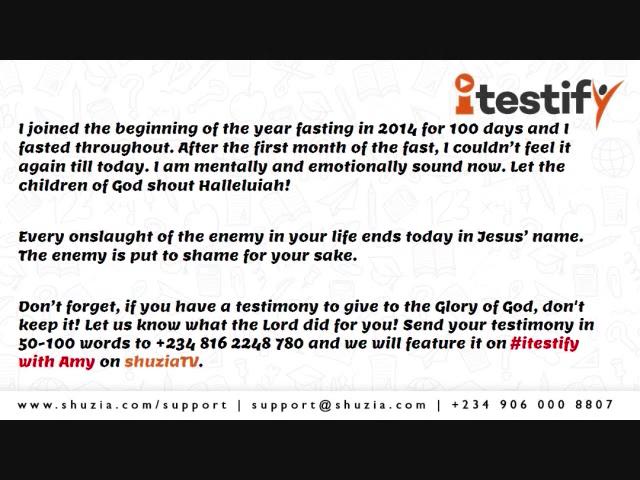 itestify
I joined the beginning of the year fasting in 2014 for 100 days and I
fasted throughout. After the first month of the fast, I couldn't feel it
again till today. I am mentally and emotionally sound now. Let the
children of God shout Halleluiah!
Every onslaught of the enemy in your life ends today in Jesus' name.
The enemy is put to shame for your sake.
Don't forget, if you have a testimony to give to the Glory of God, don't
keep it! Let us know what the Lord did for you! Send your testimony in
50-100 words to +234 816 2248 780 and we will feature it on #itestify
with Amy on shuziaTV.
www.shuzia.com/support | support@shuzia.com | +234 906 000 8807